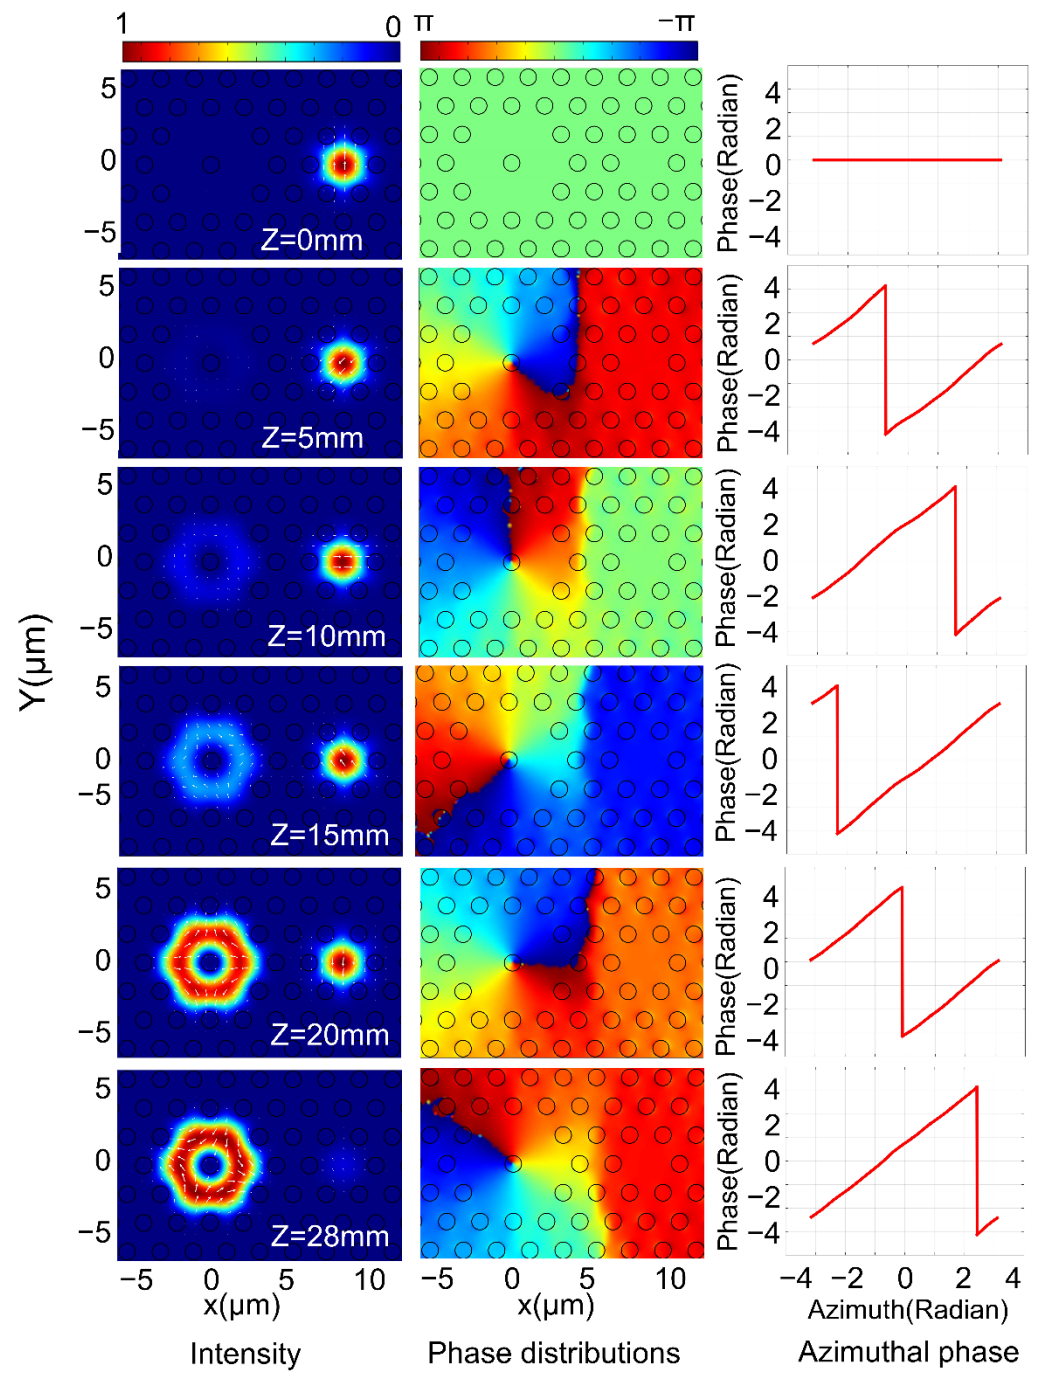 1 0 π −π
5 0 −5 Z=0mm Phase(Radian) 4 2 0 −2 −4
5 0 −5 Z=5mm Phase(Radian) 4 2 0 −2 −4
5 0 −5 Z=10mm Phase(Radian) 4 2 0 −2 −4
Y(μm)
5 0 −5 Z=15mm Phase(Radian) 4 2 0 −2 −4
5 0 −5 Z=20mm Phase(Radian) 4 2 0 −2 −4
5 0 −5 Z=28mm Phase(Radian) 4 2 0 −2 −4
−5 0 5 10 −5 0 5 10 −4 −2 0 2 4
x(μm) x(μm) Azimuth(Radian)
Intensity Phase distributions Azimuthal phase